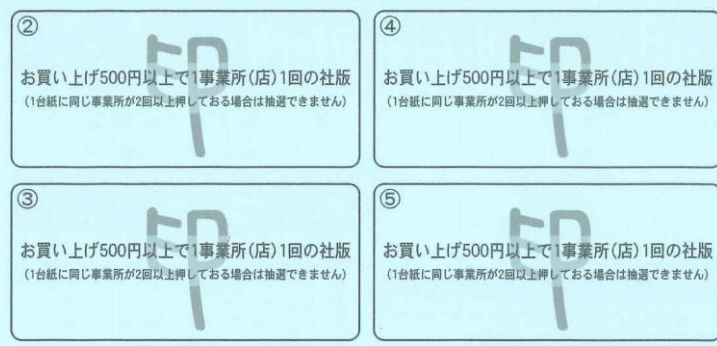 ②
印
お買い上げ500円以上で1事業所(店)1回の社版
(1台紙に同じ事業所が2回以上押しておる場合は抽選できません)
③
印
お買い上げ500円以上で1事業所(店)1回の社版
(1台紙に同じ事業所が2回以上押しておる場合は抽選できません)
④
印
お買い上げ500円以上で1事業所(店)1回の社版
(1台紙に同じ事業所が2回以上押しておる場合は抽選できません)
⑤
印
お買い上げ500円以上で1事業所(店)1回の社版
(1台紙に同じ事業所が2回以上押しておる場合は抽選できません)